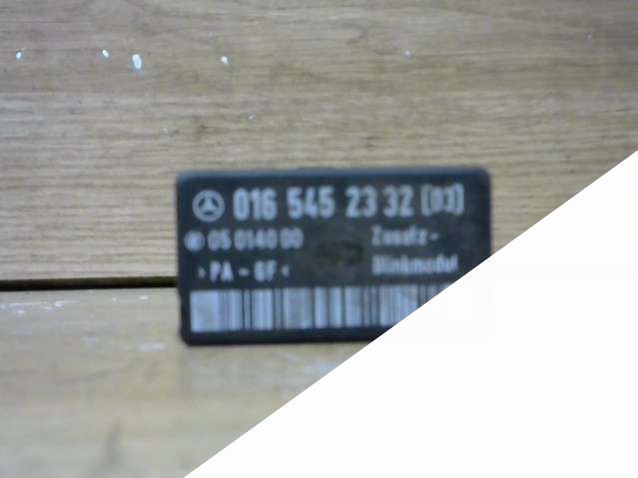 016 545 23 32 [03]
05 0140 00 Zusatz-
>PA-GF< Blinkmodul